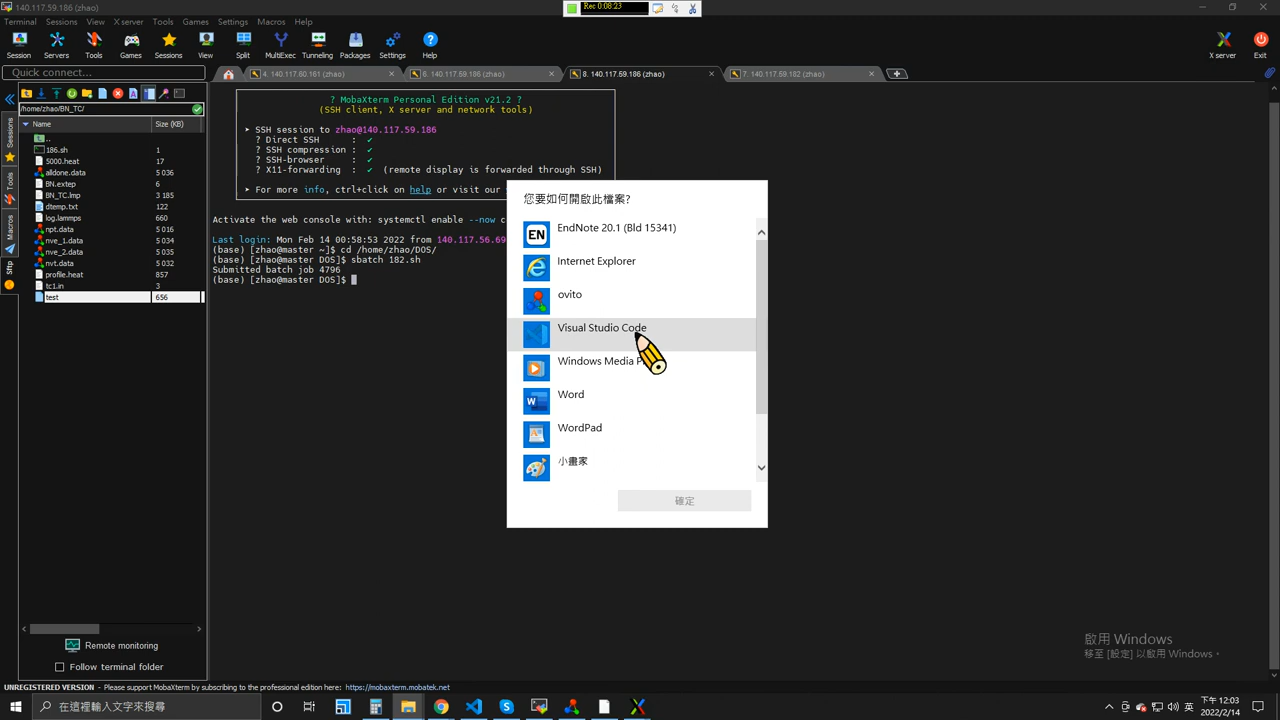 140.117.59.186 (zhao)
Rec 0:08:23
Terminal Sessions View X server Tools Games Settings Macros Help
Session Servers Tools Games Sessions View Split MultiExec Tunneling Packages Settings Help X server Exit
Quick connect...
4. 140.117.60.161 (zhao)
6. 140.117.59.186 (zhao)
8. 140.117.59.186 (zhao)
7. 140.117.59.182 (zhao)
/home/zhao/BN_TC/
Name Size (KB)
..
186.sh 1
5000.heat 17
alldone.data 5 036
BN.extep 6
BN_TC.lmp 3 185
dtemp.txt 122
log.lammps 660
npt.data 5 016
nve_1.data 5 034
nve_2.data 5 035
nvt.data 5 032
profile.heat 857
tc1.in 3
test 656
Sessions
Tools
Macros
Sftp
Remote monitoring
Follow terminal folder
? MobaXterm Personal Edition v21.2 ?
(SSH client, X server and network tools)
➤ SSH session to zhao@140.117.59.186
? Direct SSH : ✔
? SSH compression : ✔
? SSH-browser : ✔
? X11-forwarding : ✔ (remote display is forwarded through SSH)
➤ For more info, ctrl+click on help or visit our
Activate the web console with: systemctl enable --now c
Last login: Mon Feb 14 00:58:53 2022 from 140.117.56.69
(base) [zhao@master ~]$ cd /home/zhao/DOS/
(base) [zhao@master DOS]$ sbatch 182.sh
Submitted batch job 4796
(base) [zhao@master DOS]$
您要如何開啟此檔案?
EndNote 20.1 (Bld 15341)
Internet Explorer
ovito
Visual Studio Code
Windows Media P
Word
WordPad
小畫家
確定
啟用 Windows
移至 [設定] 以啟用 Windows。
UNREGISTERED VERSION - Please support MobaXterm by subscribing to the professional edition here: https://mobaxterm.mobatek.net
在這裡輸入文字來搜尋
英
下午 12:03
2022/2/14